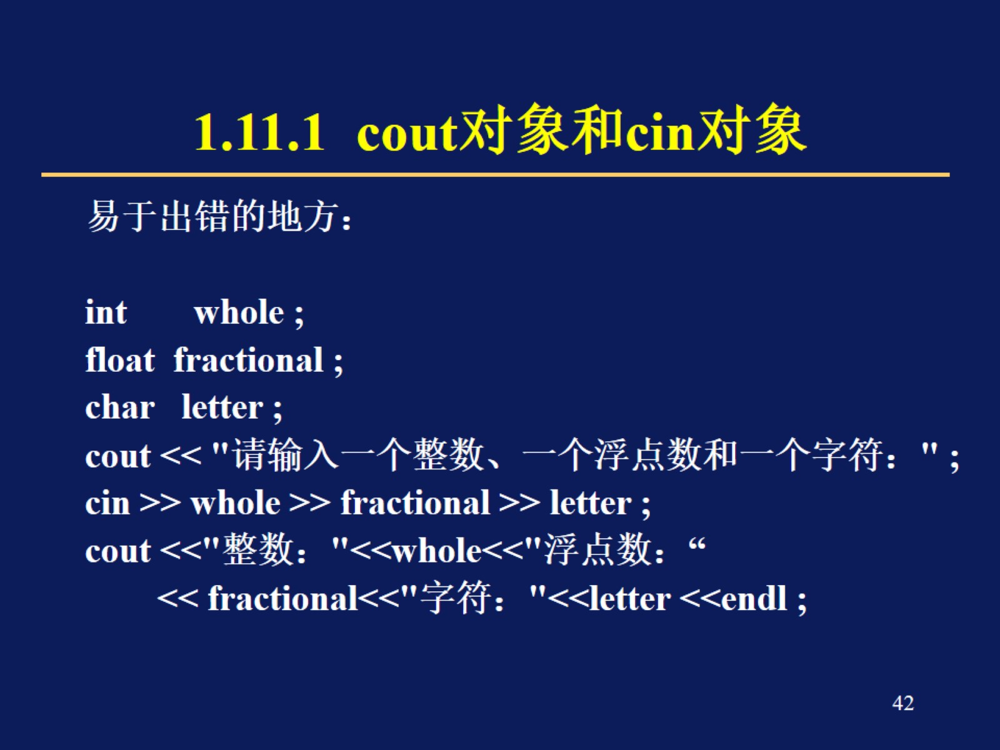 1.11.1 cout对象和cin对象
易于出错的地方：
int whole ;
float fractional ;
char letter ;
cout << "请输入一个整数、一个浮点数和一个字符：" ;
cin >> whole >> fractional >> letter ;
cout <<"整数："<<whole<<"浮点数：“
<< fractional<<"字符："<<letter <<endl ;
42